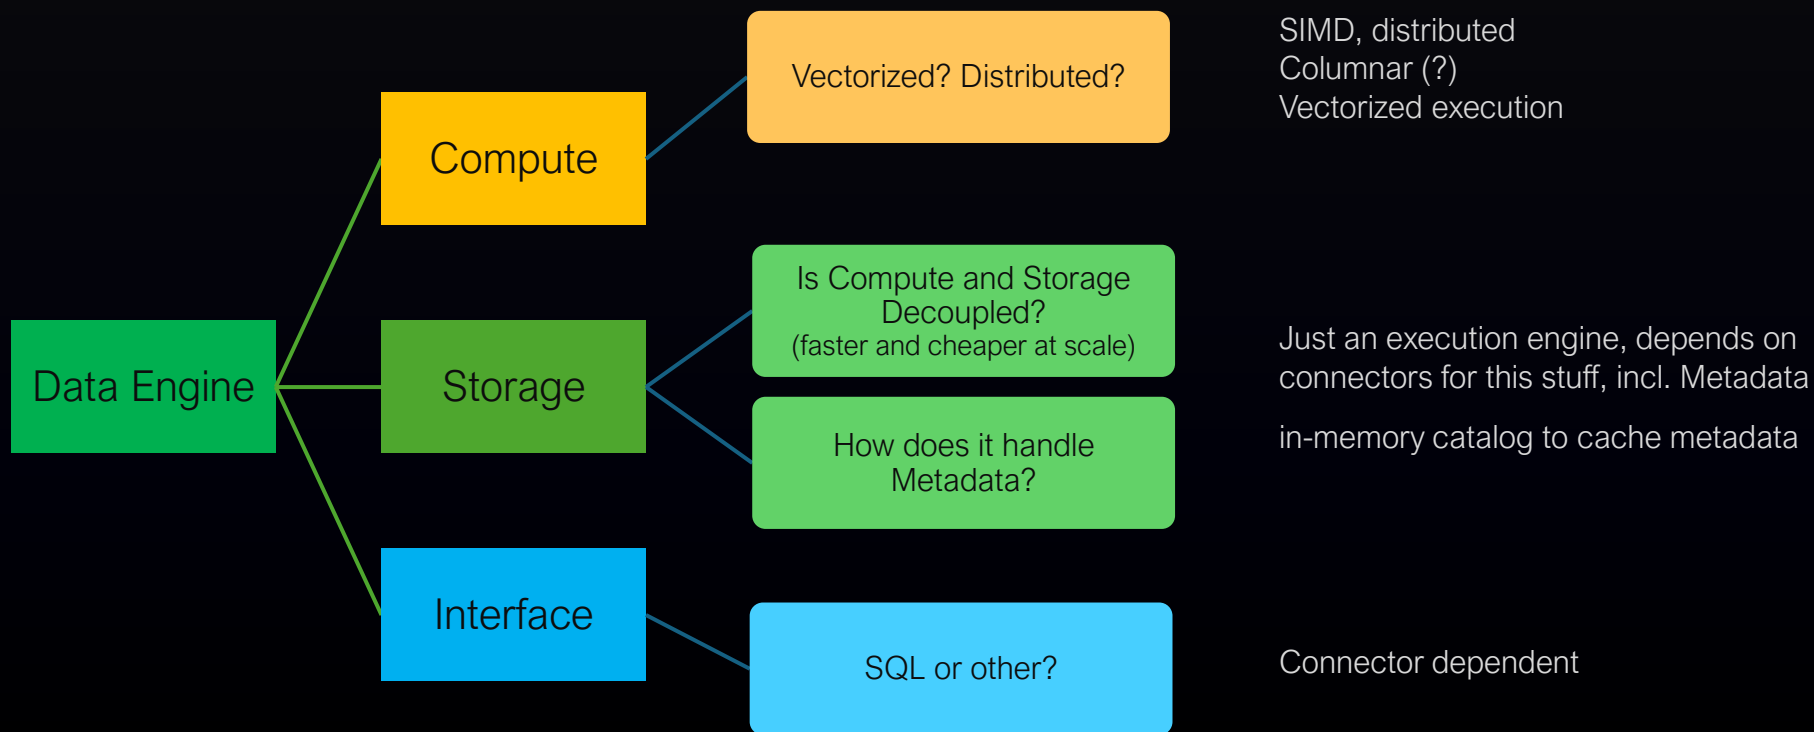 Data Engine
Compute
Vectorized? Distributed?
SIMD, distributed
Columnar (?)
Vectorized execution
Storage
Is Compute and Storage
Decoupled?
(faster and cheaper at scale)
Just an execution engine, depends on
connectors for this stuff, incl. Metadata
How does it handle
Metadata?
in-memory catalog to cache metadata
Interface
SQL or other?
Connector dependent